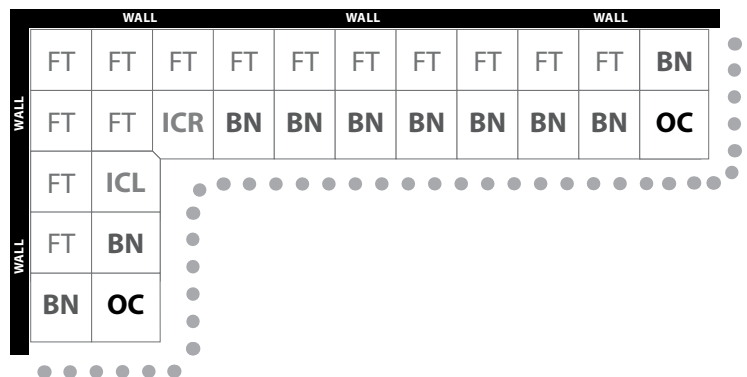 WALL WALL WALL
FT FT FT FT FT FT FT FT FT FT BN
WALL
FT FT ICR BN BN BN BN BN BN BN OC
FT ICL
WALL
FT BN
BN OC